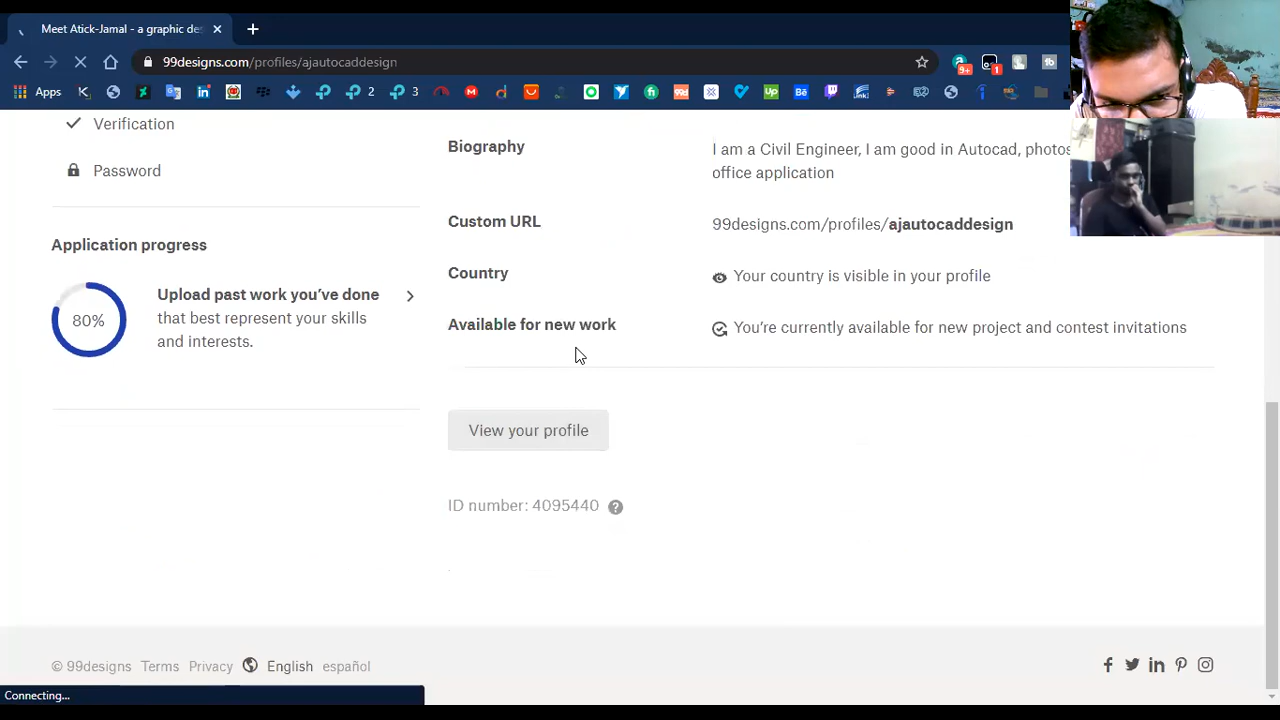 Meet Atick-Jamal - a graphic des
99designs.com/profiles/ajautocaddesign
9+
1
Apps
2
3
Verification
Password
Application progress
80%
Upload past work you've done
that best represent your skills
and interests.
Biography
I am a Civil Engineer, I am good in Autocad, photos
office application
Custom URL
99designs.com/profiles/ajautocaddesign
Country
Your country is visible in your profile
Available for new work
You're currently available for new project and contest invitations
View your profile
ID number: 4095440
© 99designs Terms Privacy English español
Connecting...